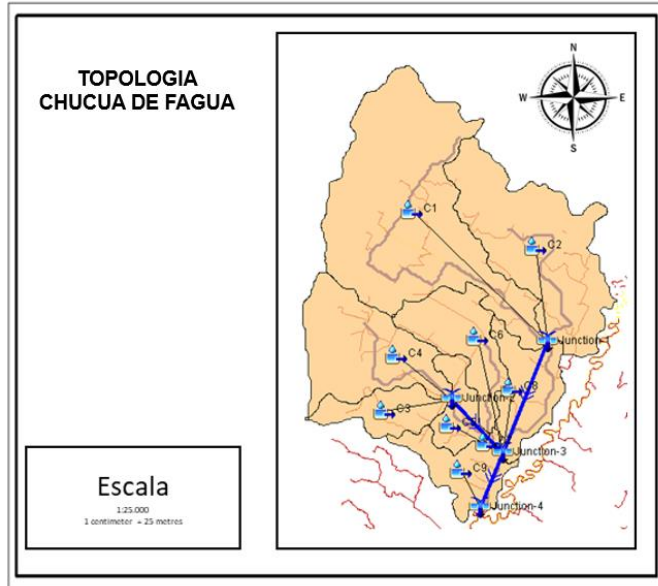 TOPOLOGIA
CHUCUA DE FAGUA
N
W
E
S
C1
C2
C6
Junction-1
C4
C8
Junction-2
C3
Junction-3
C9
Junction-4
Escala
1:25.000
1 centimeter = 25 metres